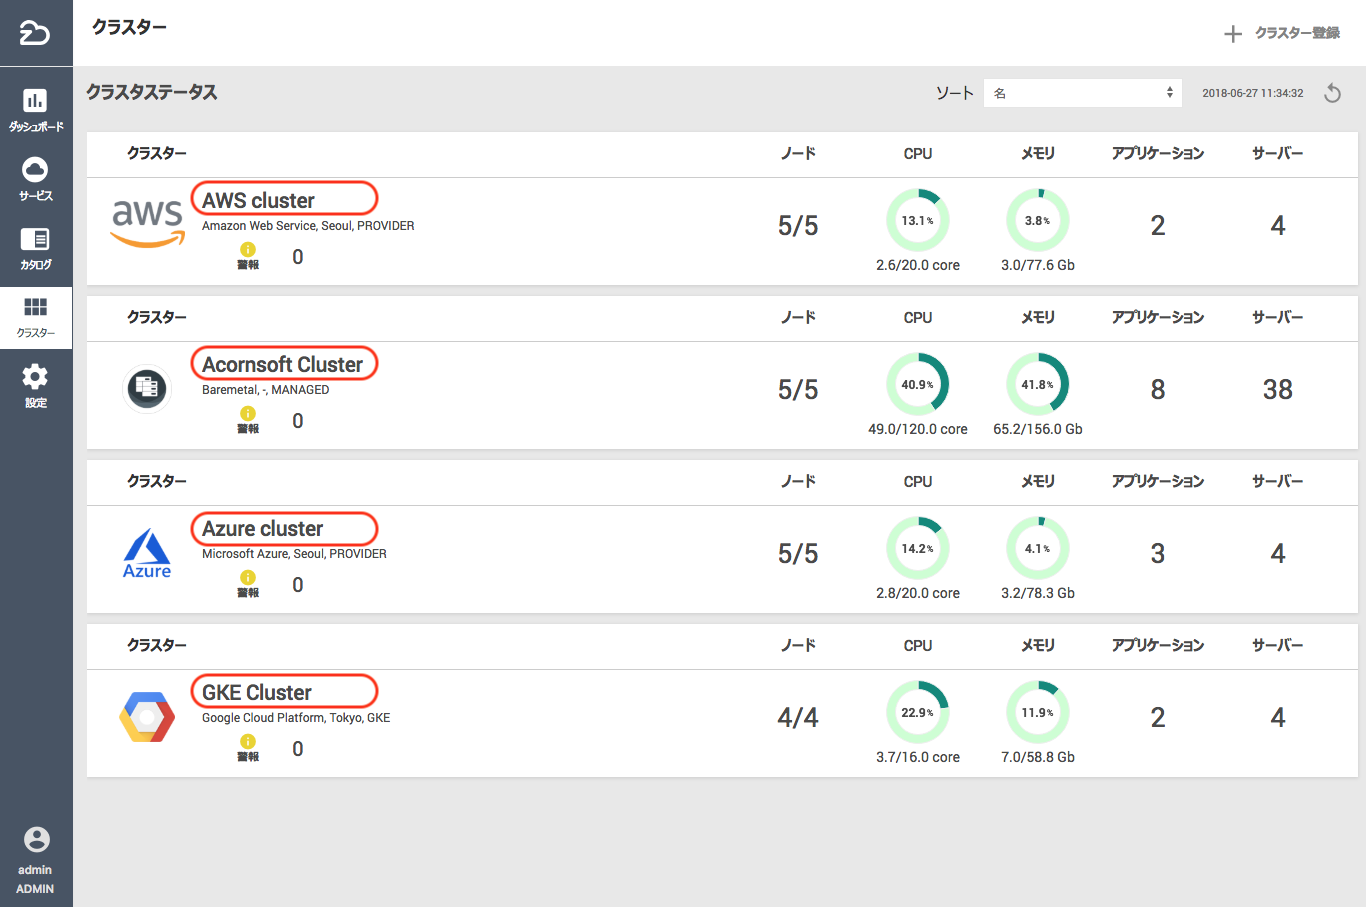 クラスター
クラスター登録
クラスタステータス
ソート 名 2018-06-27 11:34:32
ダッシュボード
サービス
カタログ
クラスター
設定
admin
ADMIN
クラスター ノード CPU メモリ アプリケーション サーバー
aws AWS cluster
Amazon Web Service, Seoul, PROVIDER
5/5 13.1% 3.8% 2 4
警報 0
2.6/20.0 core 3.0/77.6 Gb
クラスター ノード CPU メモリ アプリケーション サーバー
Acornsoft Cluster
Baremetal, -, MANAGED
5/5 40.9% 41.8% 8 38
警報 0
49.0/120.0 core 65.2/156.0 Gb
クラスター ノード CPU メモリ アプリケーション サーバー
Azure cluster
Microsoft Azure, Seoul, PROVIDER
5/5 14.2% 4.1% 3 4
Azure
警報 0
2.8/20.0 core 3.2/78.3 Gb
クラスター ノード CPU メモリ アプリケーション サーバー
GKE Cluster
Google Cloud Platform, Tokyo, GKE
4/4 22.9% 11.9% 2 4
警報 0
3.7/16.0 core 7.0/58.8 Gb